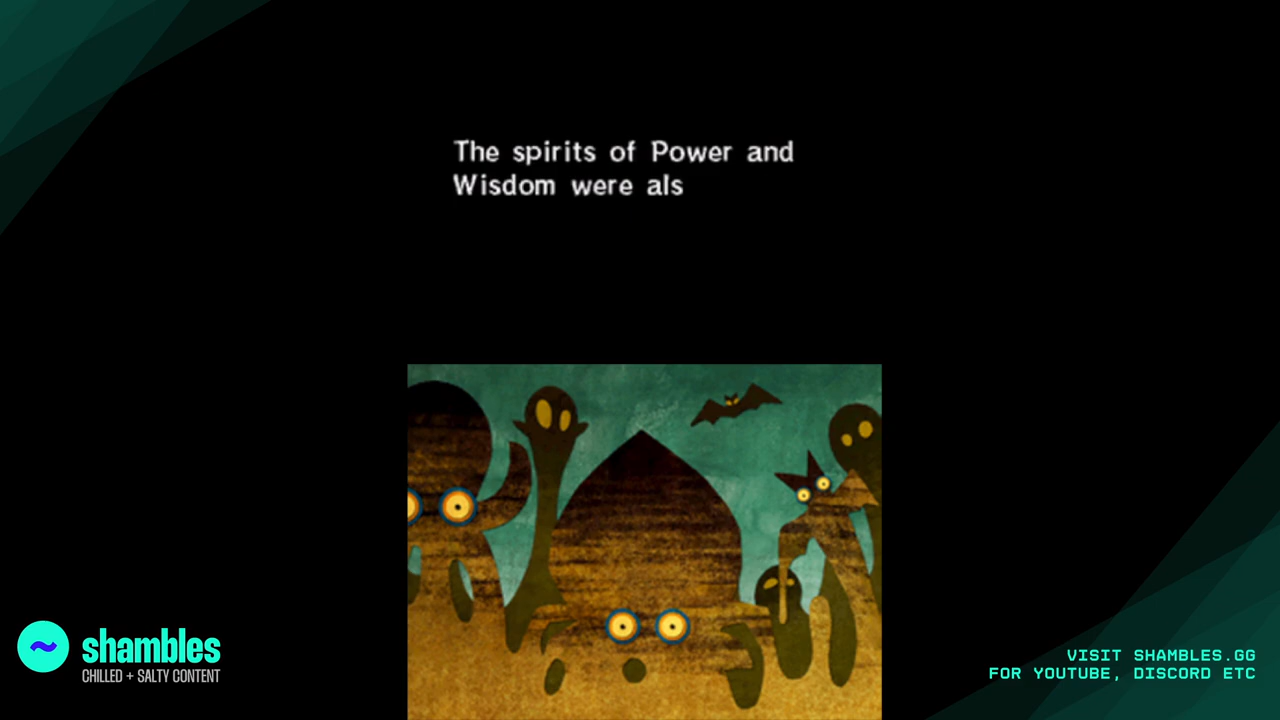 The spirits of Power and
Wisdom were als
shambles
CHILLED + SALTY CONTENT
VISIT SHAMBLES.GG
FOR YOUTUBE, DISCORD ETC